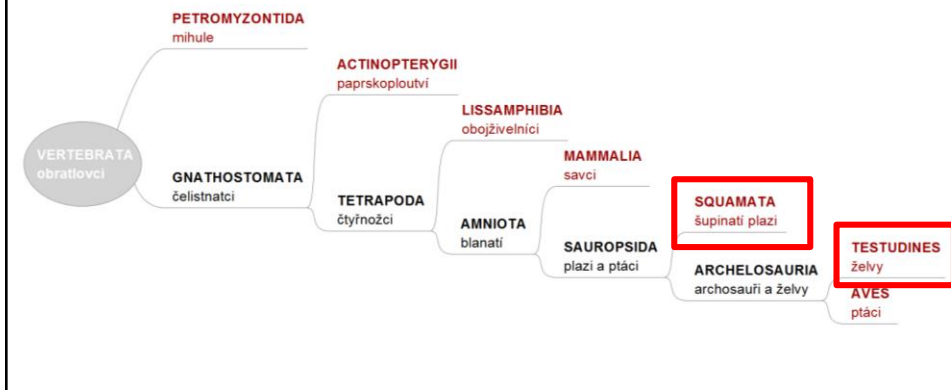 PETROMYZONTIDA
mihule
ACTINOPTERYGII
paprskoploutví
LISSAMPHIBIA
obojživelníci
VERTEBRATA
obratlovci
MAMMALIA
savci
GNATHOSTOMATA
čelistnatci
TETRAPODA
čtyřnožci
SQUAMATA
šupinatí plazi
AMNIOTA
blanatí
SAUROPSIDA
plazi a ptáci
TESTUDINES
želvy
ARCHELOSAURIA
archosauři a želvy
AVES
ptáci